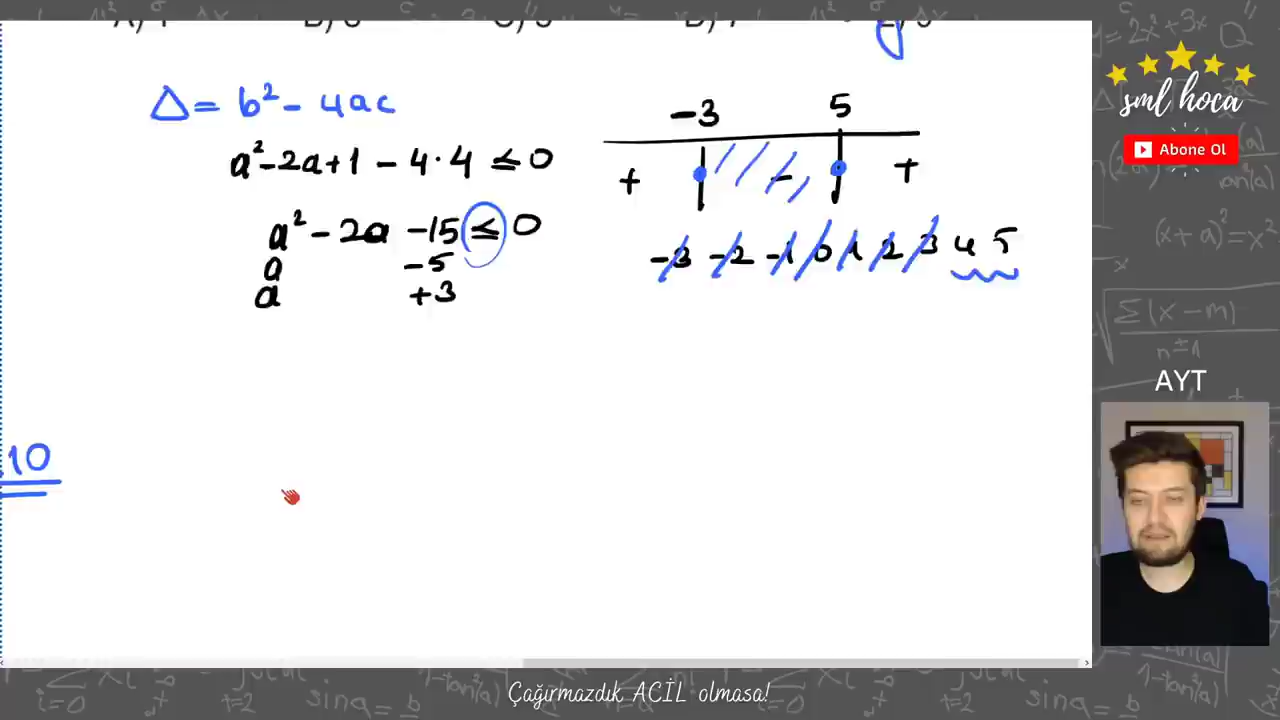 Δ = b² - 4ac
a² - 2a + 1 - 4·4 ≤ 0
a² - 2a - 15 ≤ 0
a -5
a +3
-3 5
+ - +
-3 -2 -1 0 1 2 3 4 5
10
sml hoca
Abone Ol
AYT
Çağırmazdık ACİL olmasa!